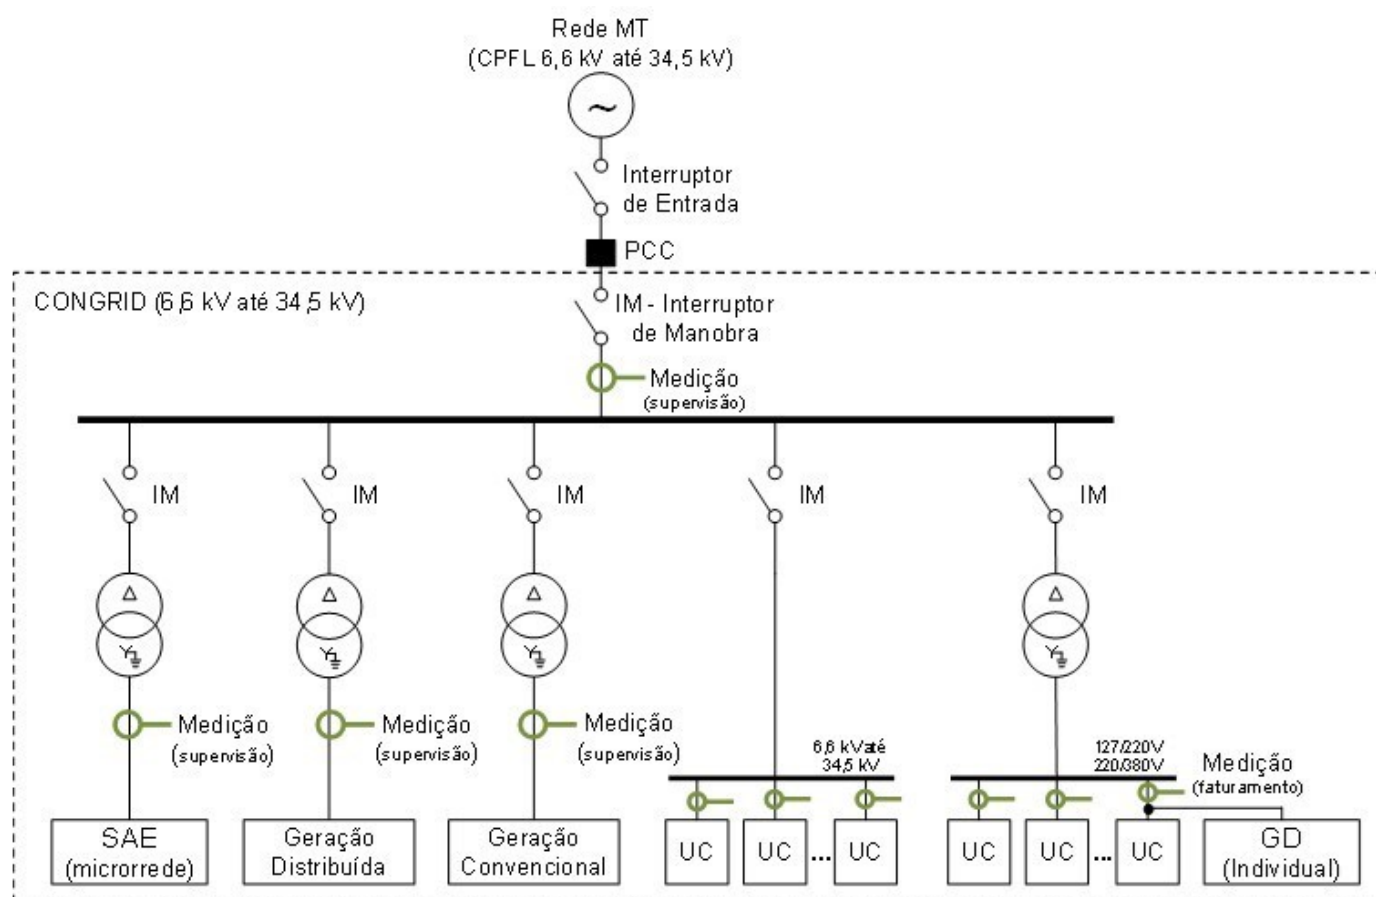 Rede MT
(CPFL 6,6 kV até 34,5 kV)
~
Interruptor
de Entrada
PCC
CONGRID (6,6 kV até 34,5 kV)
IM - Interruptor
de Manobra
Medição
(supervisão)
IM
IM
IM
IM
IM
Δ
Δ
Δ
Δ
Y
Y
Y
Y
Medição
(supervisão)
Medição
(supervisão)
Medição
(supervisão)
6,6 kV até
34,5 kV
127/220V
220/380V
Medição
(faturamento)
SAE
(microrrede)
Geração
Distribuída
Geração
Convencional
UC
UC
...
UC
UC
UC
...
UC
GD
(Individual)